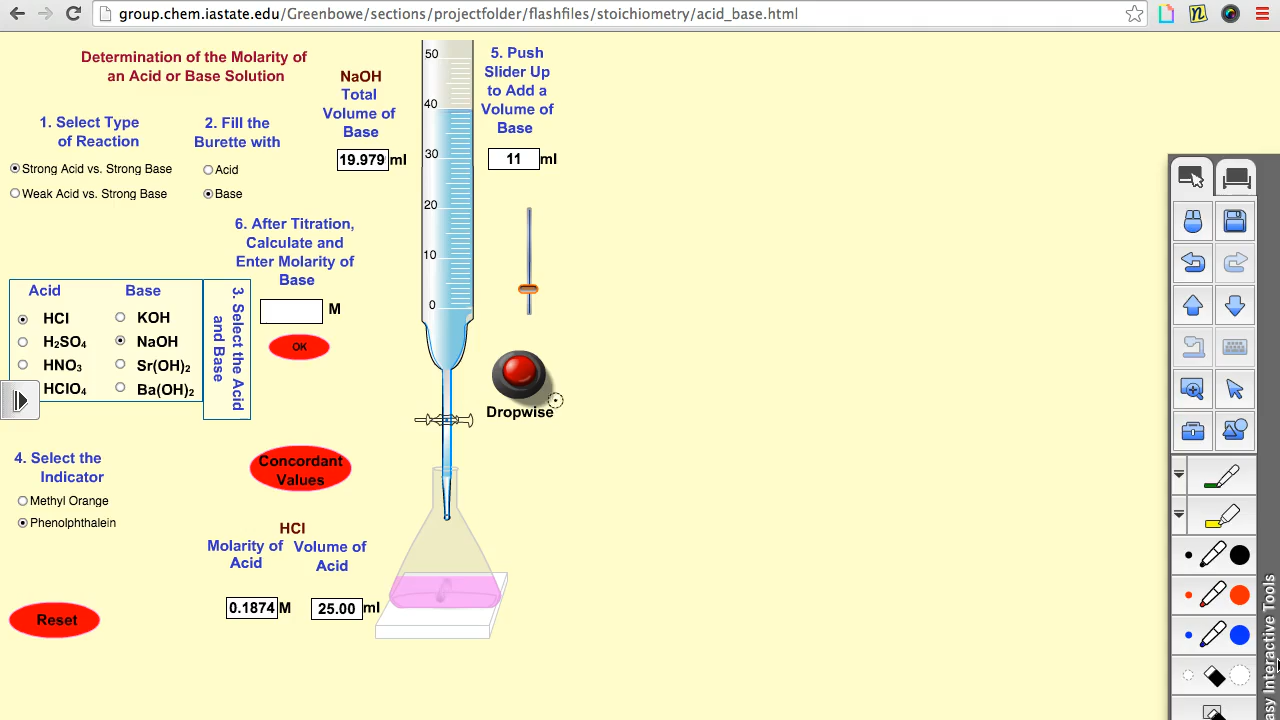 group.chem.iastate.edu/Greenbowe/sections/projectfolder/flashfiles/stoichiometry/acid_base.html
Determination of the Molarity of
an Acid or Base Solution
1. Select Type
of Reaction
Strong Acid vs. Strong Base
Weak Acid vs. Strong Base
2. Fill the
Burette with
Acid
Base
NaOH
Total
Volume of
Base
19.979 ml
50
40
30
20
10
0
5. Push
Slider Up
to Add a
Volume of
Base
11 ml
6. After Titration,
Calculate and
Enter Molarity of
Base
M
OK
Acid Base
HCl KOH
H₂SO₄ NaOH
HNO₃ Sr(OH)₂
HClO₄ Ba(OH)₂
3. Select the Acid
and Base
Dropwise
4. Select the
Indicator
Methyl Orange
Phenolphthalein
Concordant
Values
HCl
Molarity of
Acid
Volume of
Acid
0.1874 M
25.00 ml
Reset
asy Interactive Tools